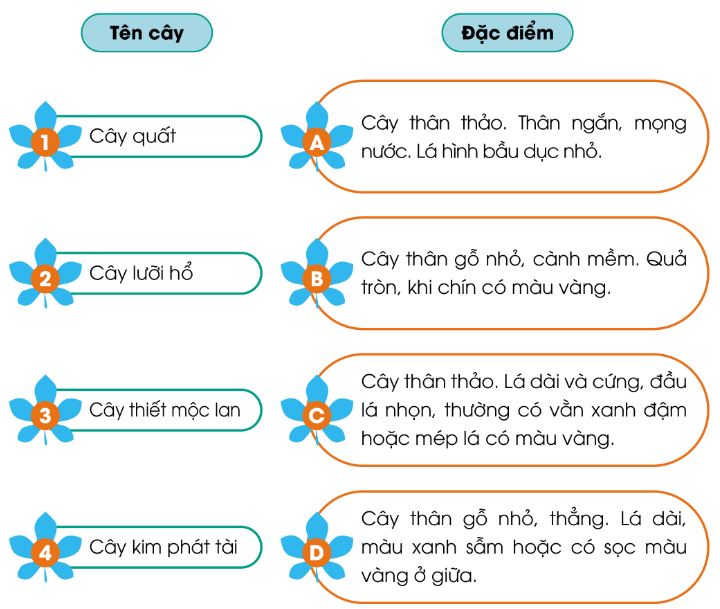 Tên cây
Đặc điểm
1 Cây quất
A Cây thân thảo. Thân ngắn, mọng
nước. Lá hình bầu dục nhỏ.
2 Cây lưỡi hổ
B Cây thân gỗ nhỏ, cành mềm. Quả
tròn, khi chín có màu vàng.
3 Cây thiết mộc lan
C Cây thân thảo. Lá dài và cứng, đầu
lá nhọn, thường có vằn xanh đậm
hoặc mép lá có màu vàng.
4 Cây kim phát tài
D Cây thân gỗ nhỏ, thẳng. Lá dài,
màu xanh sẫm hoặc có sọc màu
vàng ở giữa.